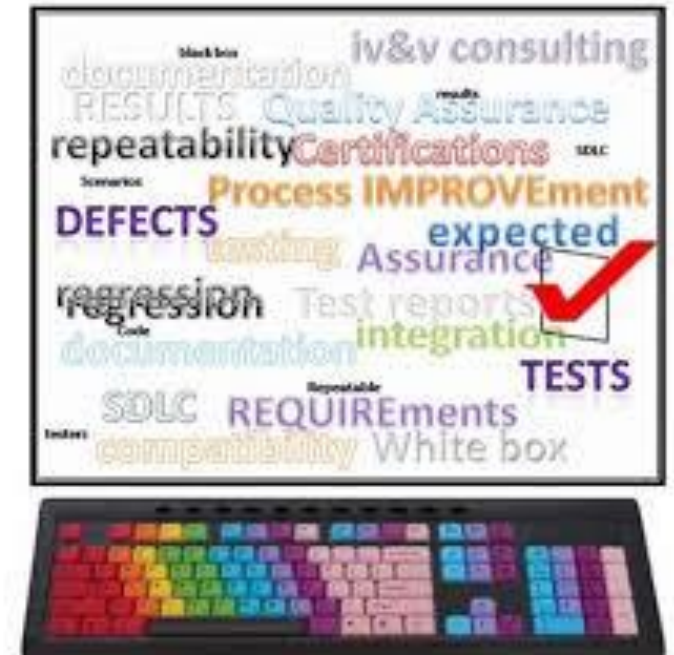 black box
iv&v consulting
documentation
RESULTS
Quality Assurance
results
repeatability
Certifications
SDLC
Scenarios
Process IMPROVEment
DEFECTS
expected
testing
Assurance
regression
regression
Test reports
Code
integration
documentation
TESTS
Repeatable
SDLC
REQUIREments
testers
compatibility
White box